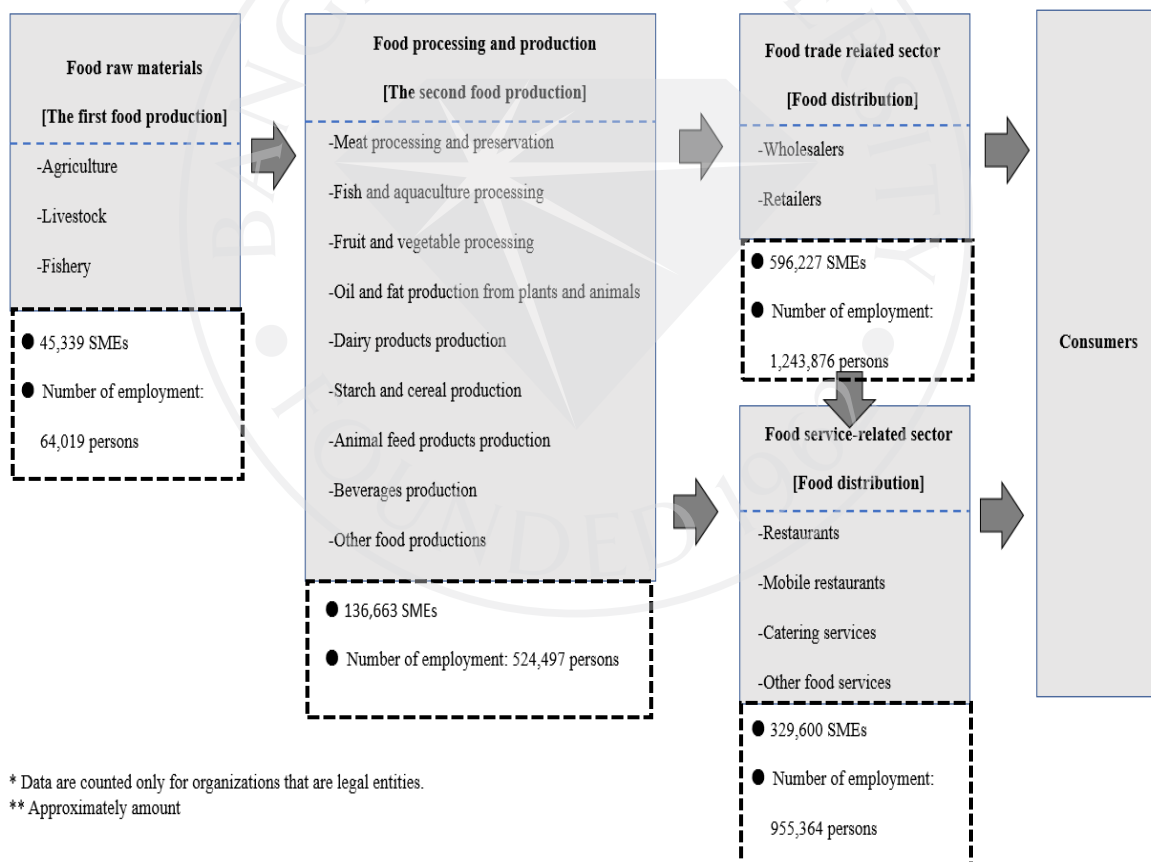 Food raw materials
[The first food production]
-Agriculture
-Livestock
-Fishery
● 45,339 SMEs
● Number of employment:
64,019 persons
Food processing and production
[The second food production]
-Meat processing and preservation
-Fish and aquaculture processing
-Fruit and vegetable processing
-Oil and fat production from plants and animals
-Dairy products production
-Starch and cereal production
-Animal feed products production
-Beverages production
-Other food productions
● 136,663 SMEs
● Number of employment: 524,497 persons
Food trade related sector
[Food distribution]
-Wholesalers
-Retailers
● 596,227 SMEs
● Number of employment:
1,243,876 persons
Food service-related sector
[Food distribution]
-Restaurants
-Mobile restaurants
-Catering services
-Other food services
● 329,600 SMEs
● Number of employment:
955,364 persons
Consumers
* Data are counted only for organizations that are legal entities.
** Approximately amount